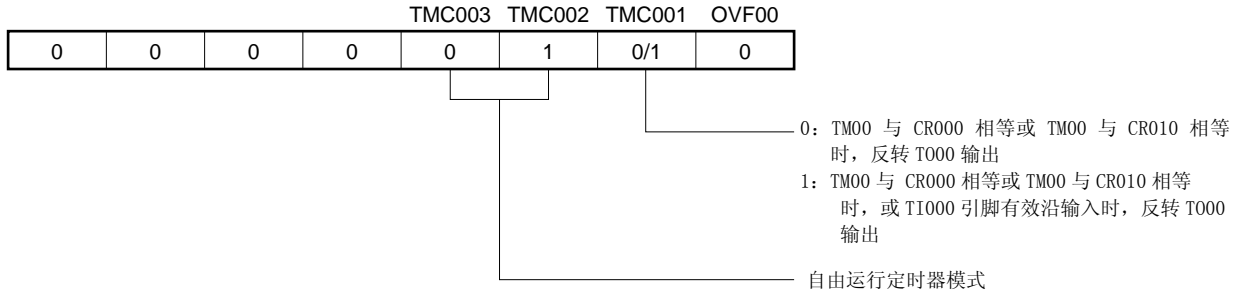 TMC003 TMC002 TMC001 OVF00
0 0 0 0 0 1 0/1 0
0: TM00 与 CR000 相等或 TM00 与 CR010 相等
时，反转 TO00 输出
1: TM00 与 CR000 相等或 TM00 与 CR010 相等
时，或 TI000 引脚有效沿输入时，反转 TO00
输出
自由运行定时器模式